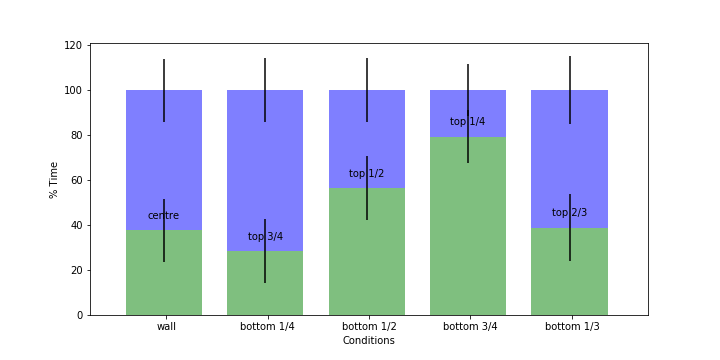 120
100
80
60
40
20
0
% Time
centre
top 3/4
top 1/2
top 1/4
top 2/3
wall
bottom 1/4
bottom 1/2
bottom 3/4
bottom 1/3
Conditions